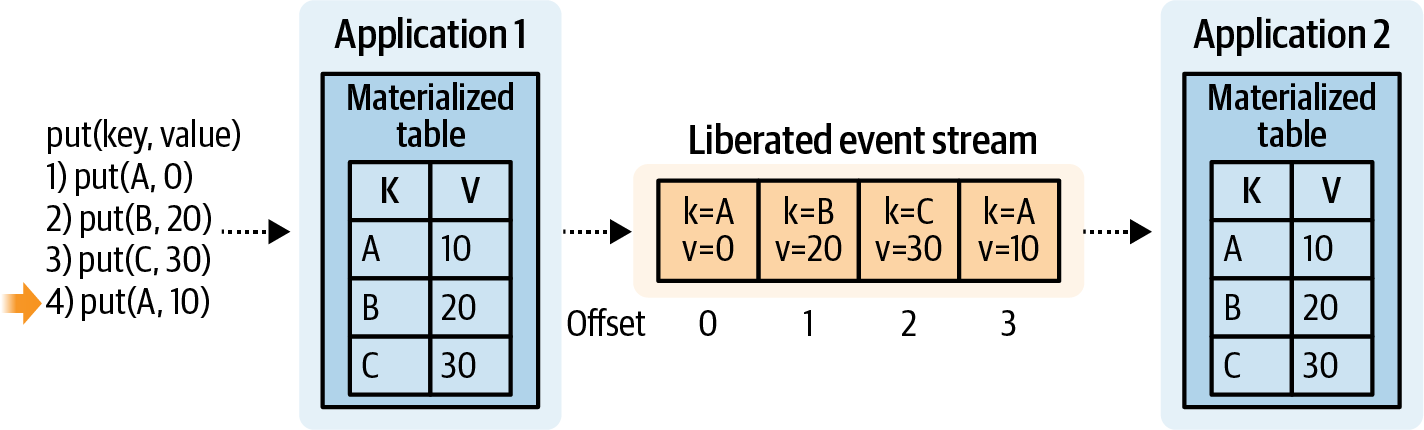 Application 1
Application 2
put(key, value)
1) put(A, 0)
2) put(B, 20)
3) put(C, 30)
4) put(A, 10)
Materialized
table
K V
A 10
B 20
C 30
Liberated event stream
k=A k=B k=C k=A
v=0 v=20 v=30 v=10
Offset 0 1 2 3
Materialized
table
K V
A 10
B 20
C 30